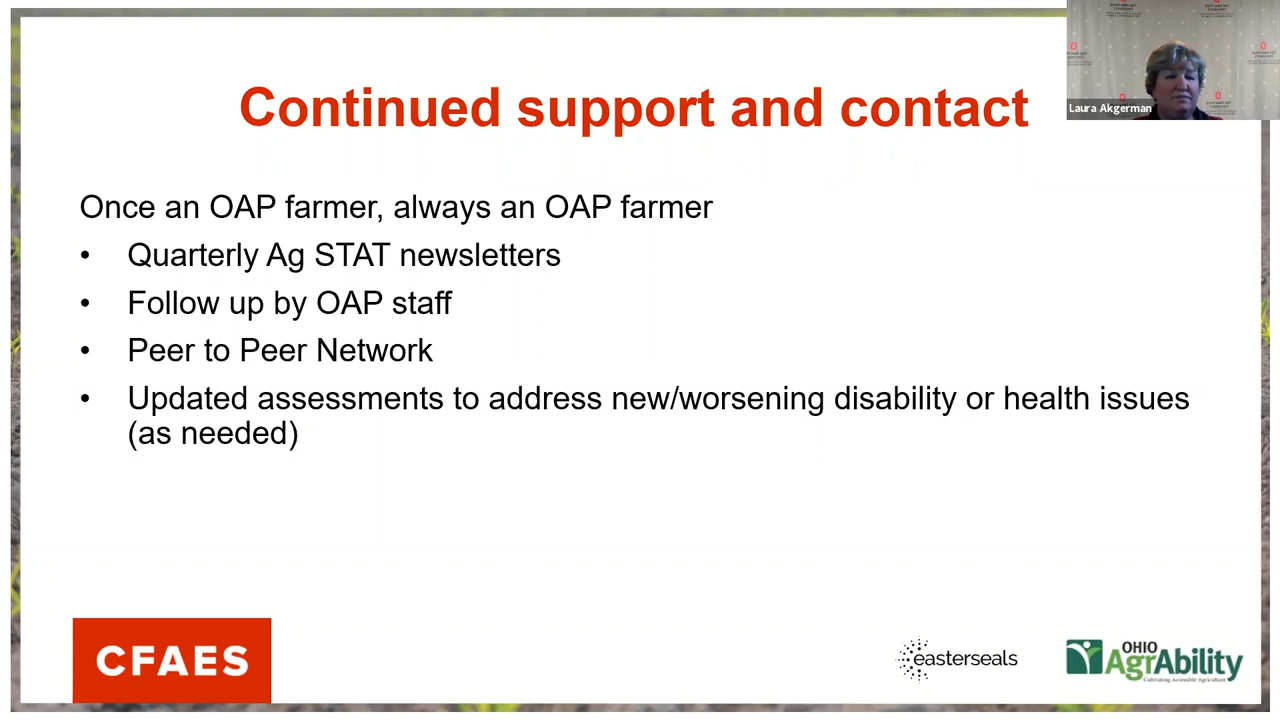 Continued support and contact
Laura Akgerman
Once an OAP farmer, always an OAP farmer
• Quarterly Ag STAT newsletters
• Follow up by OAP staff
• Peer to Peer Network
• Updated assessments to address new/worsening disability or health issues
(as needed)
CFAES
easterseals
OHIO
AgrAbility
Cultivating Accessible Agriculture